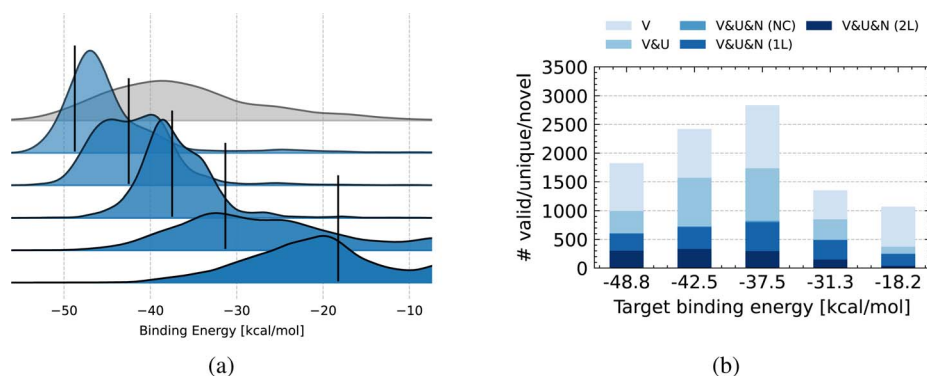 −50 −40 −30 −20 −10
Binding Energy [kcal/mol]
(a)
V V&U&N (NC) V&U&N (2L)
V&U V&U&N (1L)
3500
3000
2500
2000
1500
1000
500
0
# valid/unique/novel
-48.8 -42.5 -37.5 -31.3 -18.2
Target binding energy [kcal/mol]
(b)